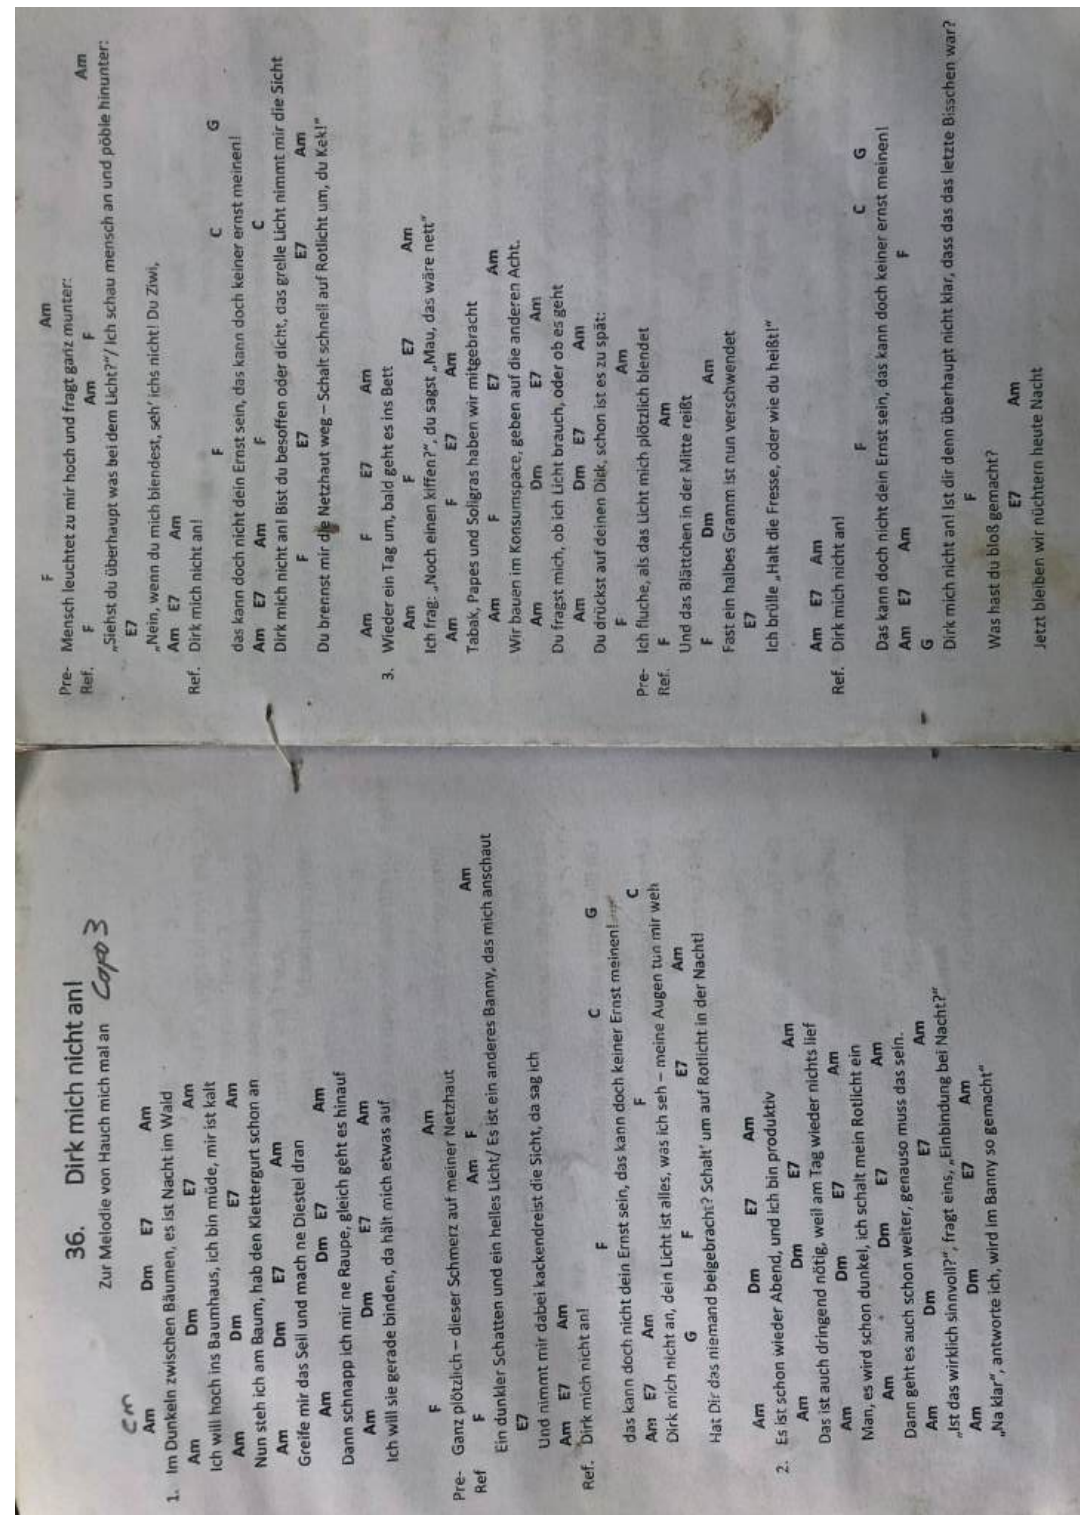 36. Dirk mich nicht an!
Zur Melodie von Hauch mich mal an Capo 3
Cm
Am Dm E7 Am
1. Im Dunkeln zwischen Bäumen, es ist Nacht im Wald
Am Dm E7 Am
Ich will hoch ins Baumhaus, ich bin müde, mir ist kalt
Am Dm E7 Am
Nun steh ich am Baum, hab den Klettergurt schon an
Am Dm E7 Am
Greife mir das Seil und mach ne Diestel dran
Am Dm E7 Am
Dann schnapp ich mir ne Raupe, gleich geht es hinauf
Am Dm E7 Am
Ich will sie gerade binden, da hält mich etwas auf
F Am
Pre- Ganz plötzlich – dieser Schmerz auf meiner Netzhaut
Ref F Am F Am
Ein dunkler Schatten und ein helles Licht/ Es ist ein anderes Banny, das mich anschaut
E7
Und nimmt mir dabei kackendreist die Sicht, da sag ich
Am E7 Am
Ref. Dirk mich nicht an!
F C G
das kann doch nicht dein Ernst sein, das kann doch keiner Ernst meinen!
Am E7 Am F C
Dirk mich nicht an, dein Licht ist alles, was ich seh – meine Augen tun mir weh
G F E7 Am
Hat Dir das niemand beigebracht? Schalt' um auf Rotlicht in der Nacht!
Am Dm E7 Am
2. Es ist schon wieder Abend, und ich bin produktiv
Am Dm E7 Am
Das ist auch dringend nötig, weil am Tag wieder nichts lief
Am Dm E7 Am
Man, es wird schon dunkel, ich schalt mein Rotlicht ein
Am Dm E7 Am
Dann geht es auch schon weiter, genauso muss das sein.
Am Dm E7 Am
„Ist das wirklich sinnvoll?“, fragt eins, „Einbindung bei Nacht?“
Am Dm E7 Am
„Na klar“, antworte ich, wird im Banny so gemacht“
F Am
Pre- Mensch leuchtet zu mir hoch und fragt ganz munter:
Ref. F Am F Am
„Siehst du überhaupt was bei dem Licht?“/ Ich schau mensch an und pöble hinunter:
E7
„Nein, wenn du mich blendest, seh' ichs nicht! Du Ziwi,
Am E7 Am
Ref. Dirk mich nicht an!
F C G
das kann doch nicht dein Ernst sein, das kann doch keiner ernst meinen!
Am E7 Am F C
Dirk mich nicht an! Bist du besoffen oder dicht, das grelle Licht nimmt mir die Sicht
F E7 E7 Am
Du brennst mir die Netzhaut weg – Schalt schnell auf Rotlicht um, du Kek!“
Am F E7 Am
3. Wieder ein Tag um, bald geht es ins Bett
Am F E7 Am
Ich frag: „Noch einen kiffen?“, du sagst „Mau, das wäre nett“
Am F E7 Am
Tabak, Papes und Soligras haben wir mitgebracht
Am F E7 Am
Wir bauen im Konsumspace, geben auf die anderen Acht.
Am Dm E7 Am
Du fragst mich, ob ich Licht brauch, oder ob es geht
Am Dm E7 Am
Du drückst auf deinen Diek, schon ist es zu spät:
F Am
Pre- Ich fluche, als das Licht mich plötzlich blendet
Ref. F Am
Und das Blättchen in der Mitte reißt
F Dm Am
Fast ein halbes Gramm ist nun verschwendet
E7
Ich brülle „Halt die Fresse, oder wie du heißt!“
Am E7 Am
Ref. Dirk mich nicht an!
F C G
Das kann doch nicht dein Ernst sein, das kann doch keiner ernst meinen!
Am E7 Am F
G
Dirk mich nicht an! Ist dir denn überhaupt nicht klar, dass das das letzte Bisschen war?
F
Was hast du bloß gemacht?
E7 Am
Jetzt bleiben wir nüchtern heute Nacht